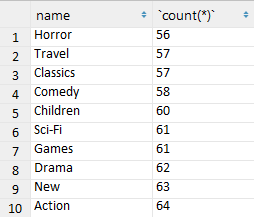 name `count(*)`
1 Horror 56
2 Travel 57
3 Classics 57
4 Comedy 58
5 Children 60
6 Sci-Fi 61
7 Games 61
8 Drama 62
9 New 63
10 Action 64